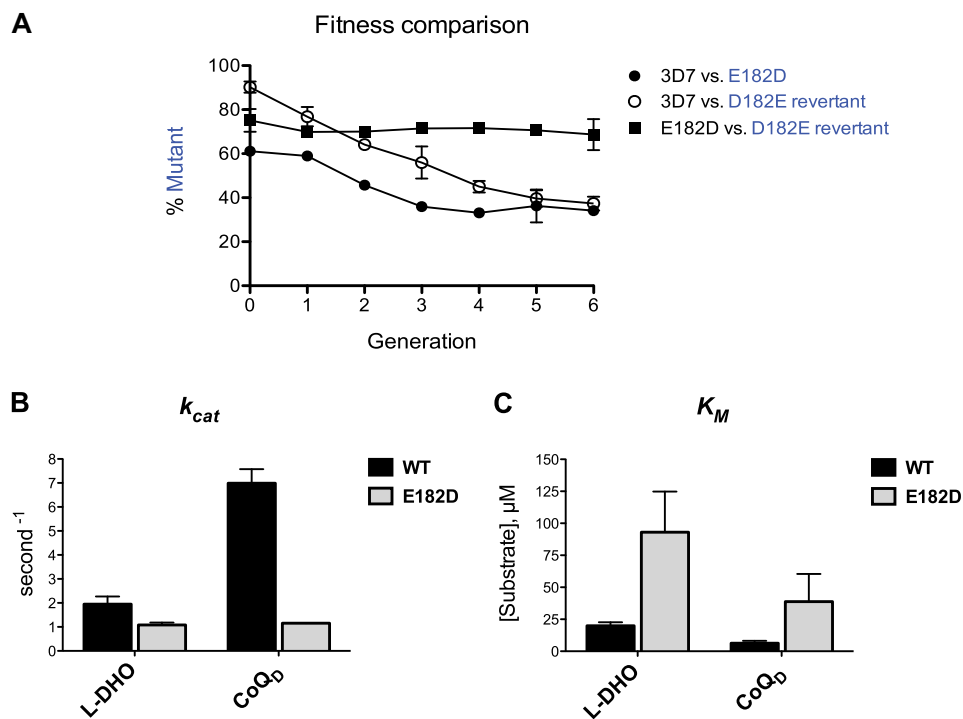 A
Fitness comparison
100
80
60
40
20
0
% Mutant
0 1 2 3 4 5 6
Generation
3D7 vs. E182D
3D7 vs. D182E revertant
E182D vs. D182E revertant
B
kcat
8
7
6
5
4
3
2
1
0
second -1
L-DHO
CoQD
WT
E182D
C
KM
150
125
100
75
50
25
0
[Substrate], µM
L-DHO
CoQD
WT
E182D